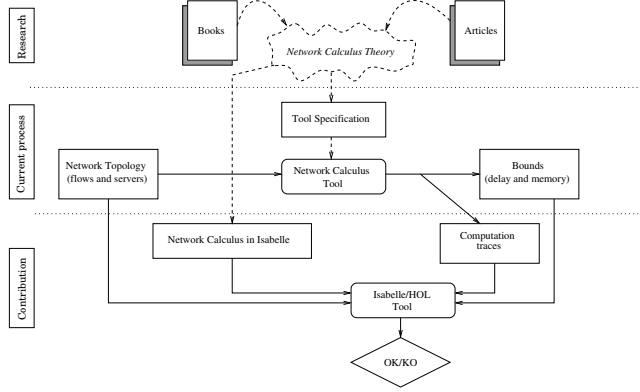 Research
Books
Network Calculus Theory
Articles
Current process
Tool Specification
Network Topology
(flows and servers)
Network Calculus
Tool
Bounds
(delay and memory)
Contribution
Network Calculus in Isabelle
Computation
traces
Isabelle/HOL
Tool
OK/KO